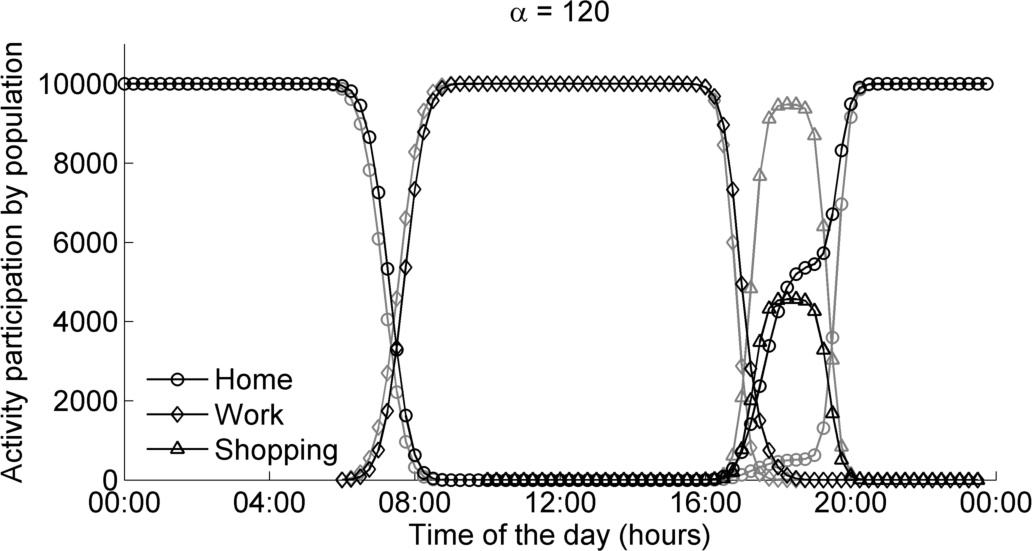 α = 120
Activity participation by population
10000
8000
6000
4000
2000
0
Home
Work
Shopping
00:00 04:00 08:00 12:00 16:00 20:00 00:00
Time of the day (hours)